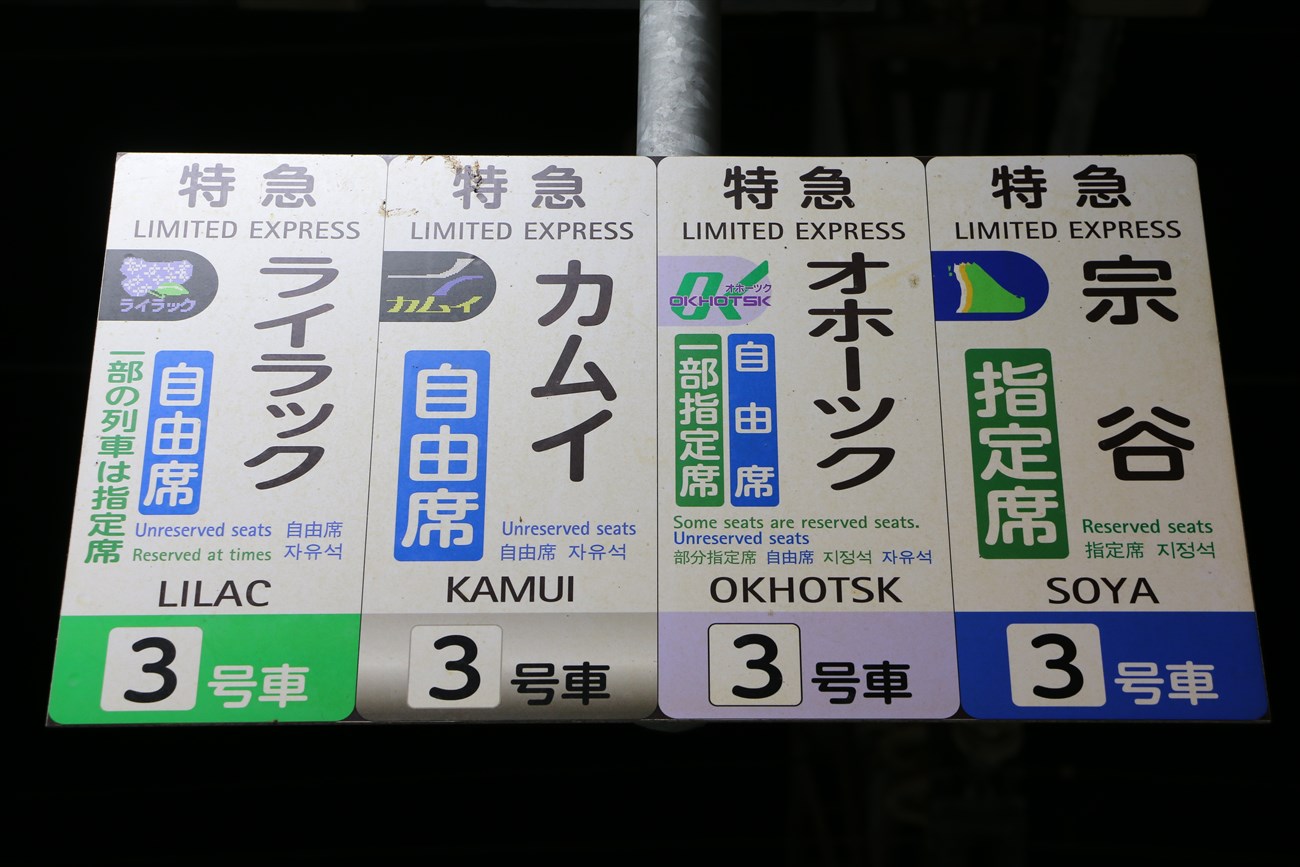 特急
LIMITED EXPRESS
ライラック
ライラック
自由席
一部の列車は指定席
Unreserved seats 自由席
Reserved at times 자유석
LILAC
3号車
特急
LIMITED EXPRESS
カムイ
カムイ
自由席
Unreserved seats
自由席 자유석
KAMUI
3号車
特急
LIMITED EXPRESS
オホーツク
OKHOTSK
オホーツク
自由席
一部指定席
Some seats are reserved seats.
Unreserved seats
部分指定席 自由席 지정석 자유석
OKHOTSK
3号車
特急
LIMITED EXPRESS
宗谷
指定席
Reserved seats
指定席 지정석
SOYA
3号車